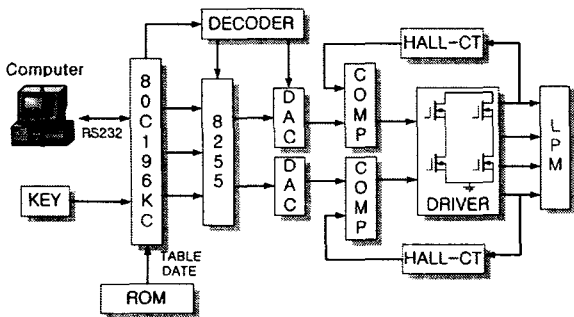 DECODER
HALL-CT
Computer
RS232
80C196KC
8255
DAC
COMP
DAC
COMP
DRIVER
LPM
KEY
HALL-CT
TABLE
DATE
ROM